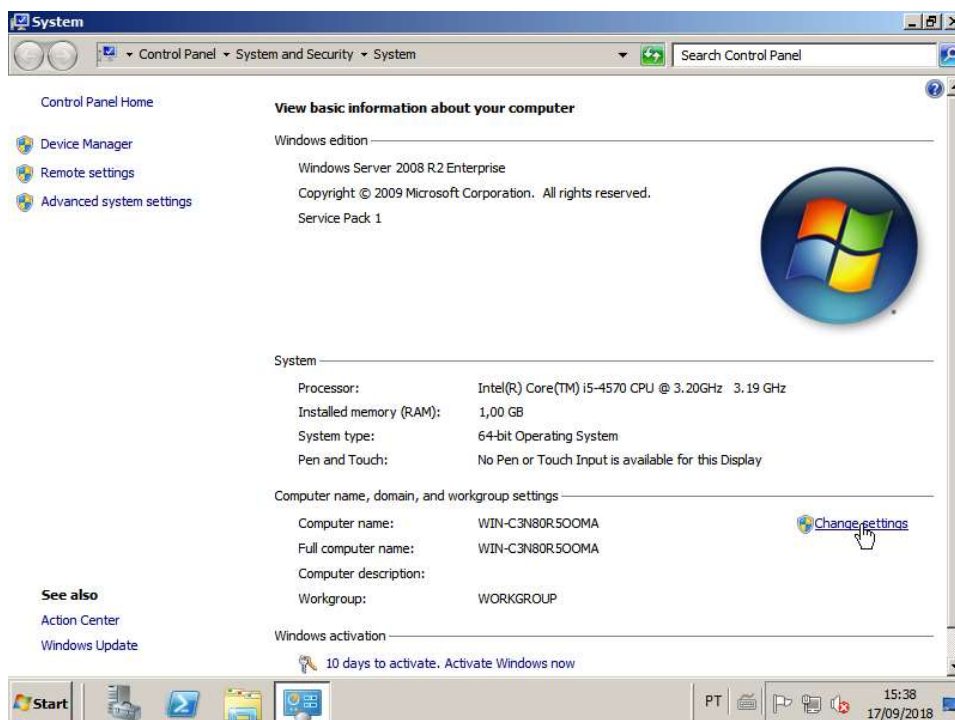 System
Control Panel
System and Security
System
Search Control Panel
Control Panel Home
Device Manager
Remote settings
Advanced system settings
See also
Action Center
Windows Update
View basic information about your computer
Windows edition
Windows Server 2008 R2 Enterprise
Copyright © 2009 Microsoft Corporation.  All rights reserved.
Service Pack 1
System
Processor: Intel(R) Core(TM) i5-4570 CPU @ 3.20GHz 3.19 GHz
Installed memory (RAM): 1,00 GB
System type: 64-bit Operating System
Pen and Touch: No Pen or Touch Input is available for this Display
Computer name, domain, and workgroup settings
Computer name: WIN-C3N80R5OOMA
Change settings
Full computer name: WIN-C3N80R5OOMA
Computer description:
Workgroup: WORKGROUP
Windows activation
10 days to activate. Activate Windows now
Start
PT
15:38
17/09/2018